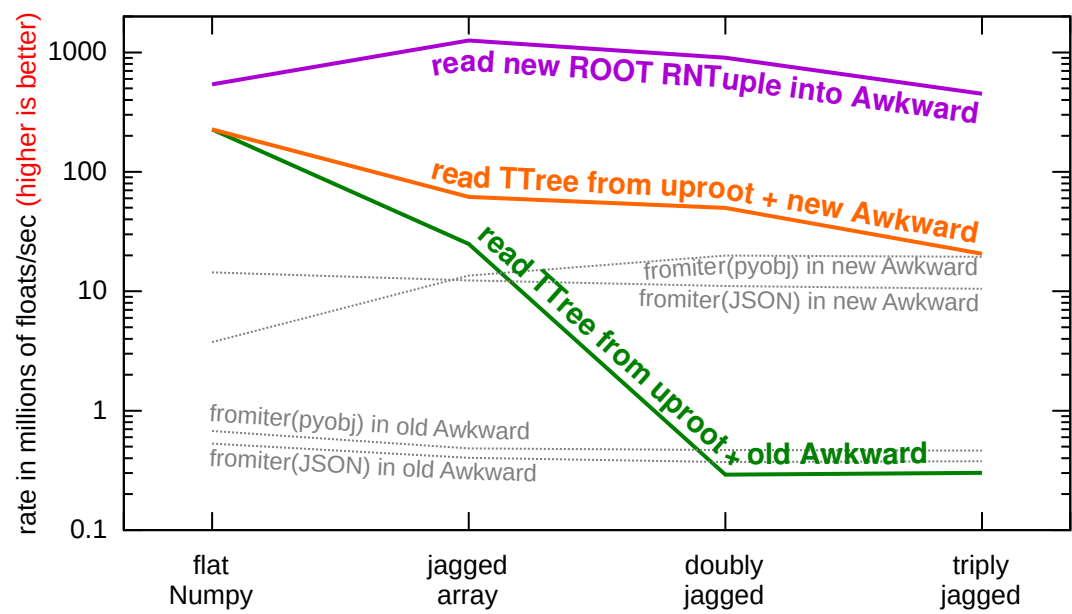 rate in millions of floats/sec (higher is better)
1000
100
10
1
0.1
read new ROOT RNTuple into Awkward
read TTree from uproot + new Awkward
read TTree from uproot + old Awkward
fromiter(pyobj) in new Awkward
fromiter(JSON) in new Awkward
fromiter(pyobj) in old Awkward
fromiter(JSON) in old Awkward
flat
Numpy
jagged
array
doubly
jagged
triply
jagged